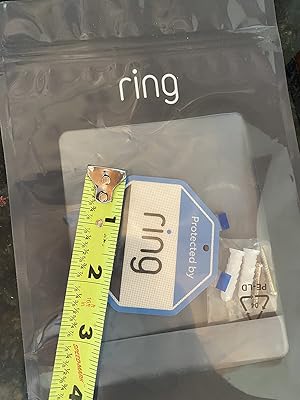 ring
Protected by
ring
1
2
3
4
PE-LD